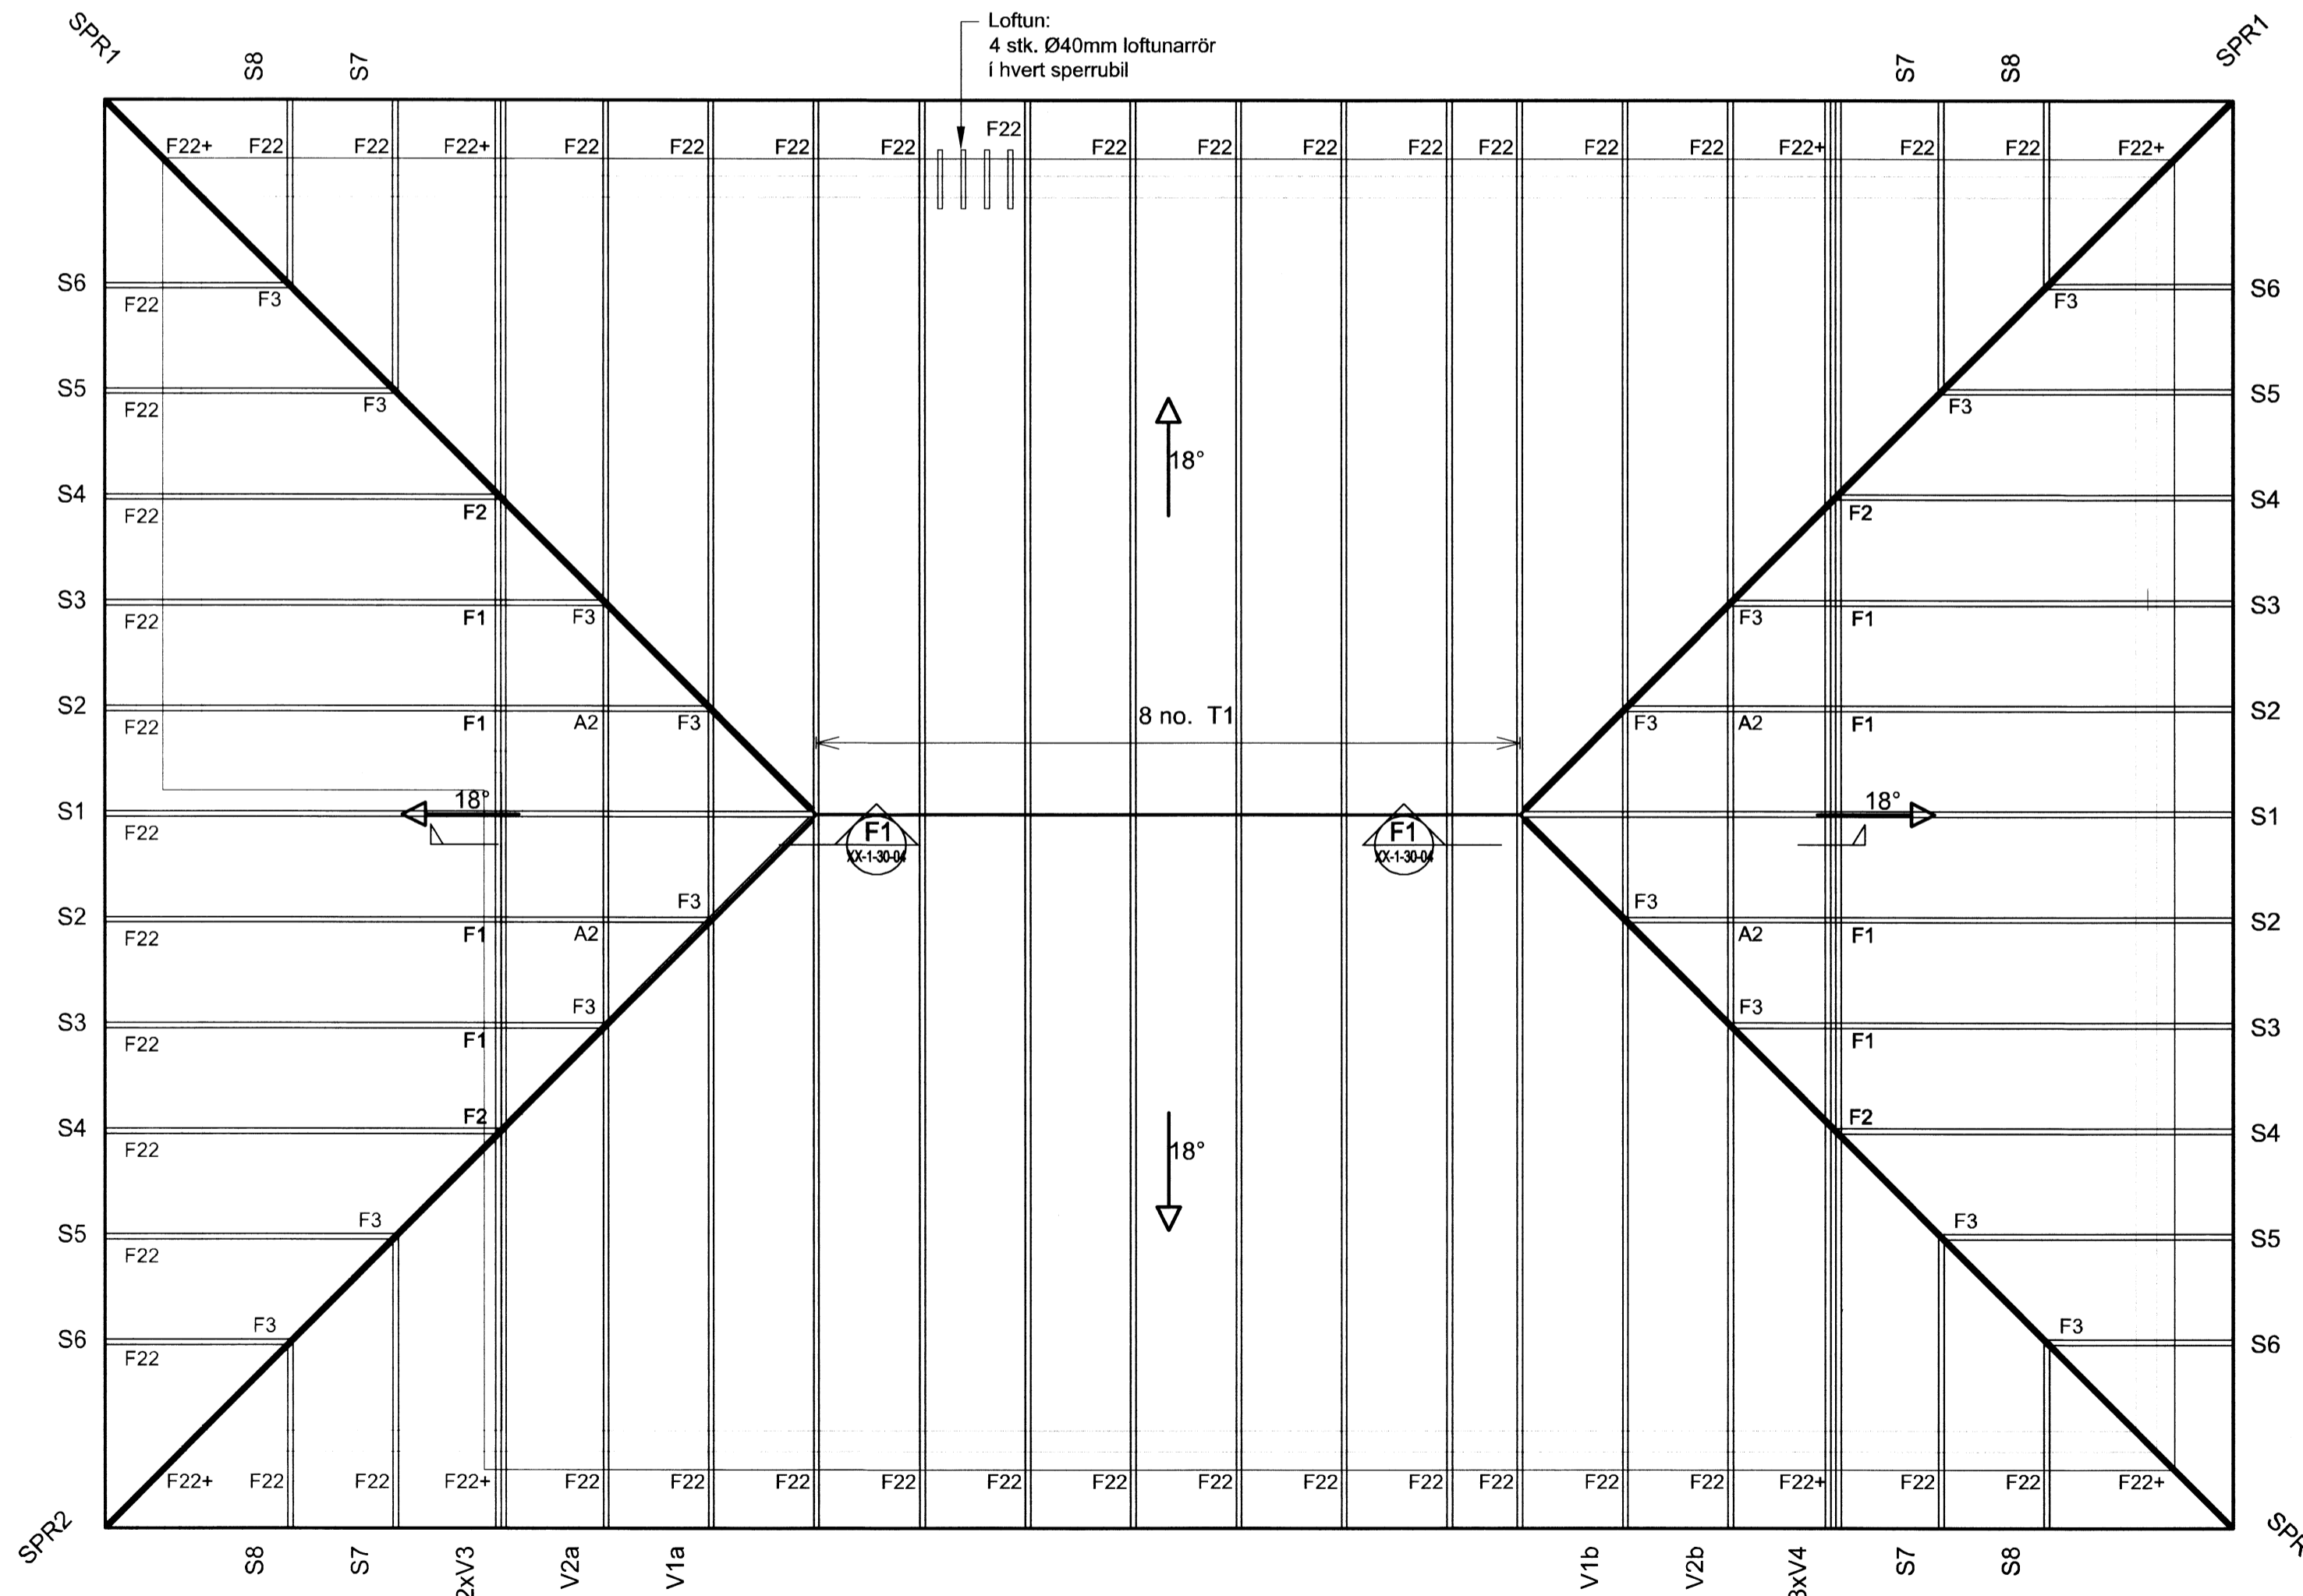 SPR1
S8
S7
Loftun:
4 stk. Ø40mm loftunarrör
í hvert sperrubil
S7
S8
SPR1
F22+ F22 F22 F22+ F22 F22 F22 F22 F22 F22 F22 F22 F22 F22 F22 F22 F22+ F22 F22 F22+
S6 F22 F3 F3 S6
S5 F22 F3 F3 S5
18°
S4 F22 F2 F2 S4
S3 F22 F1 F3 F3 F1 S3
S2 F22 F1 A2 F3 8 no. T1 F3 A2 F1 S2
S1 F22 18° 18° S1
F1
XX-1-30-04
F1
XX-1-30-04
S2 F22 F1 A2 F3 F3 A2 F1 S2
S3 F22 F1 F3 F3 F1 S3
S4 F22 F2 F2 S4
18°
S5 F22 F3 F3 S5
S6 F22 F3 F3 S6
F22+ F22 F22 F22+ F22 F22 F22 F22 F22 F22 F22 F22 F22 F22 F22 F22 F22+ F22 F22 F22+
SPR2
S8
S7
2xV3
V2a
V1a
V1b
V2b
S7
S8